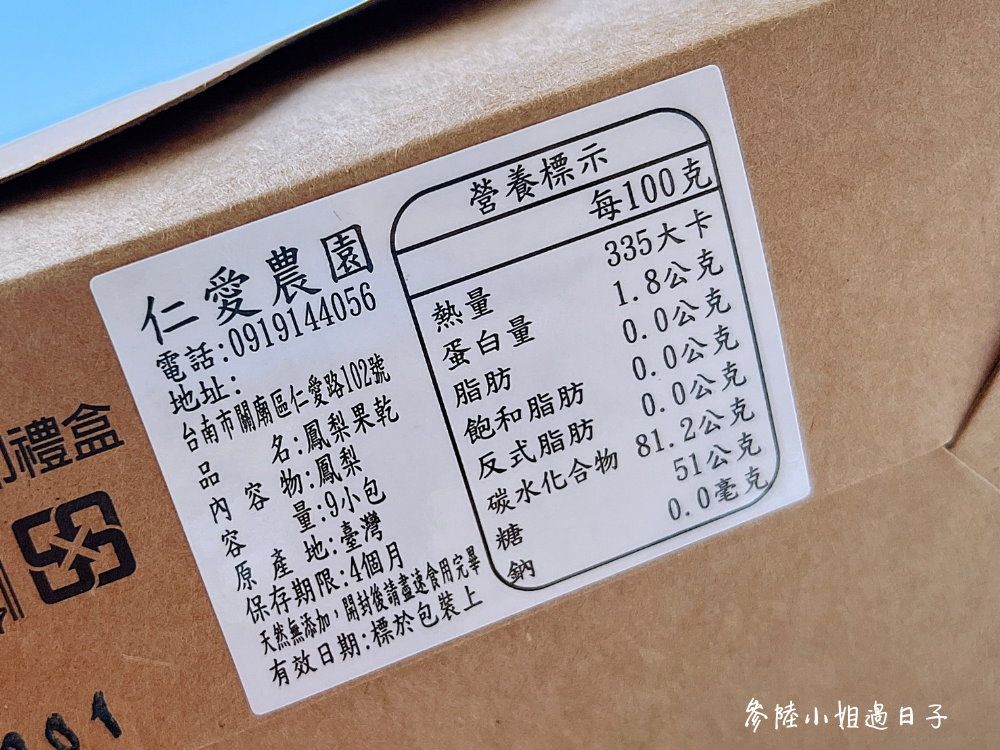 仁愛農園
電話:0919144056
地址:
台南市關廟區仁愛路102號
品名:鳳梨果乾
內容物:鳳梨
容量:9小包
原產地:臺灣
保存期限:4個月
天然無添加,開封後請盡速食用完畢
有效日期:標於包裝上
營養標示
每100克
熱量 335大卡
蛋白量 1.8公克
脂肪 0.0公克
飽和脂肪 0.0公克
反式脂肪 0.0公克
碳水化合物 81.2公克
糖 51公克
鈉 0.0毫克
禮盒
001
參陸小姐過日子